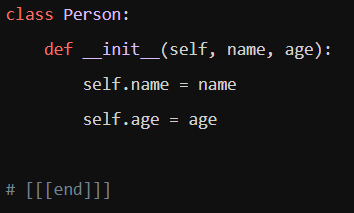 class Person:
    def __init__(self, name, age):
        self.name = name
        self.age = age
# [[[end]]]